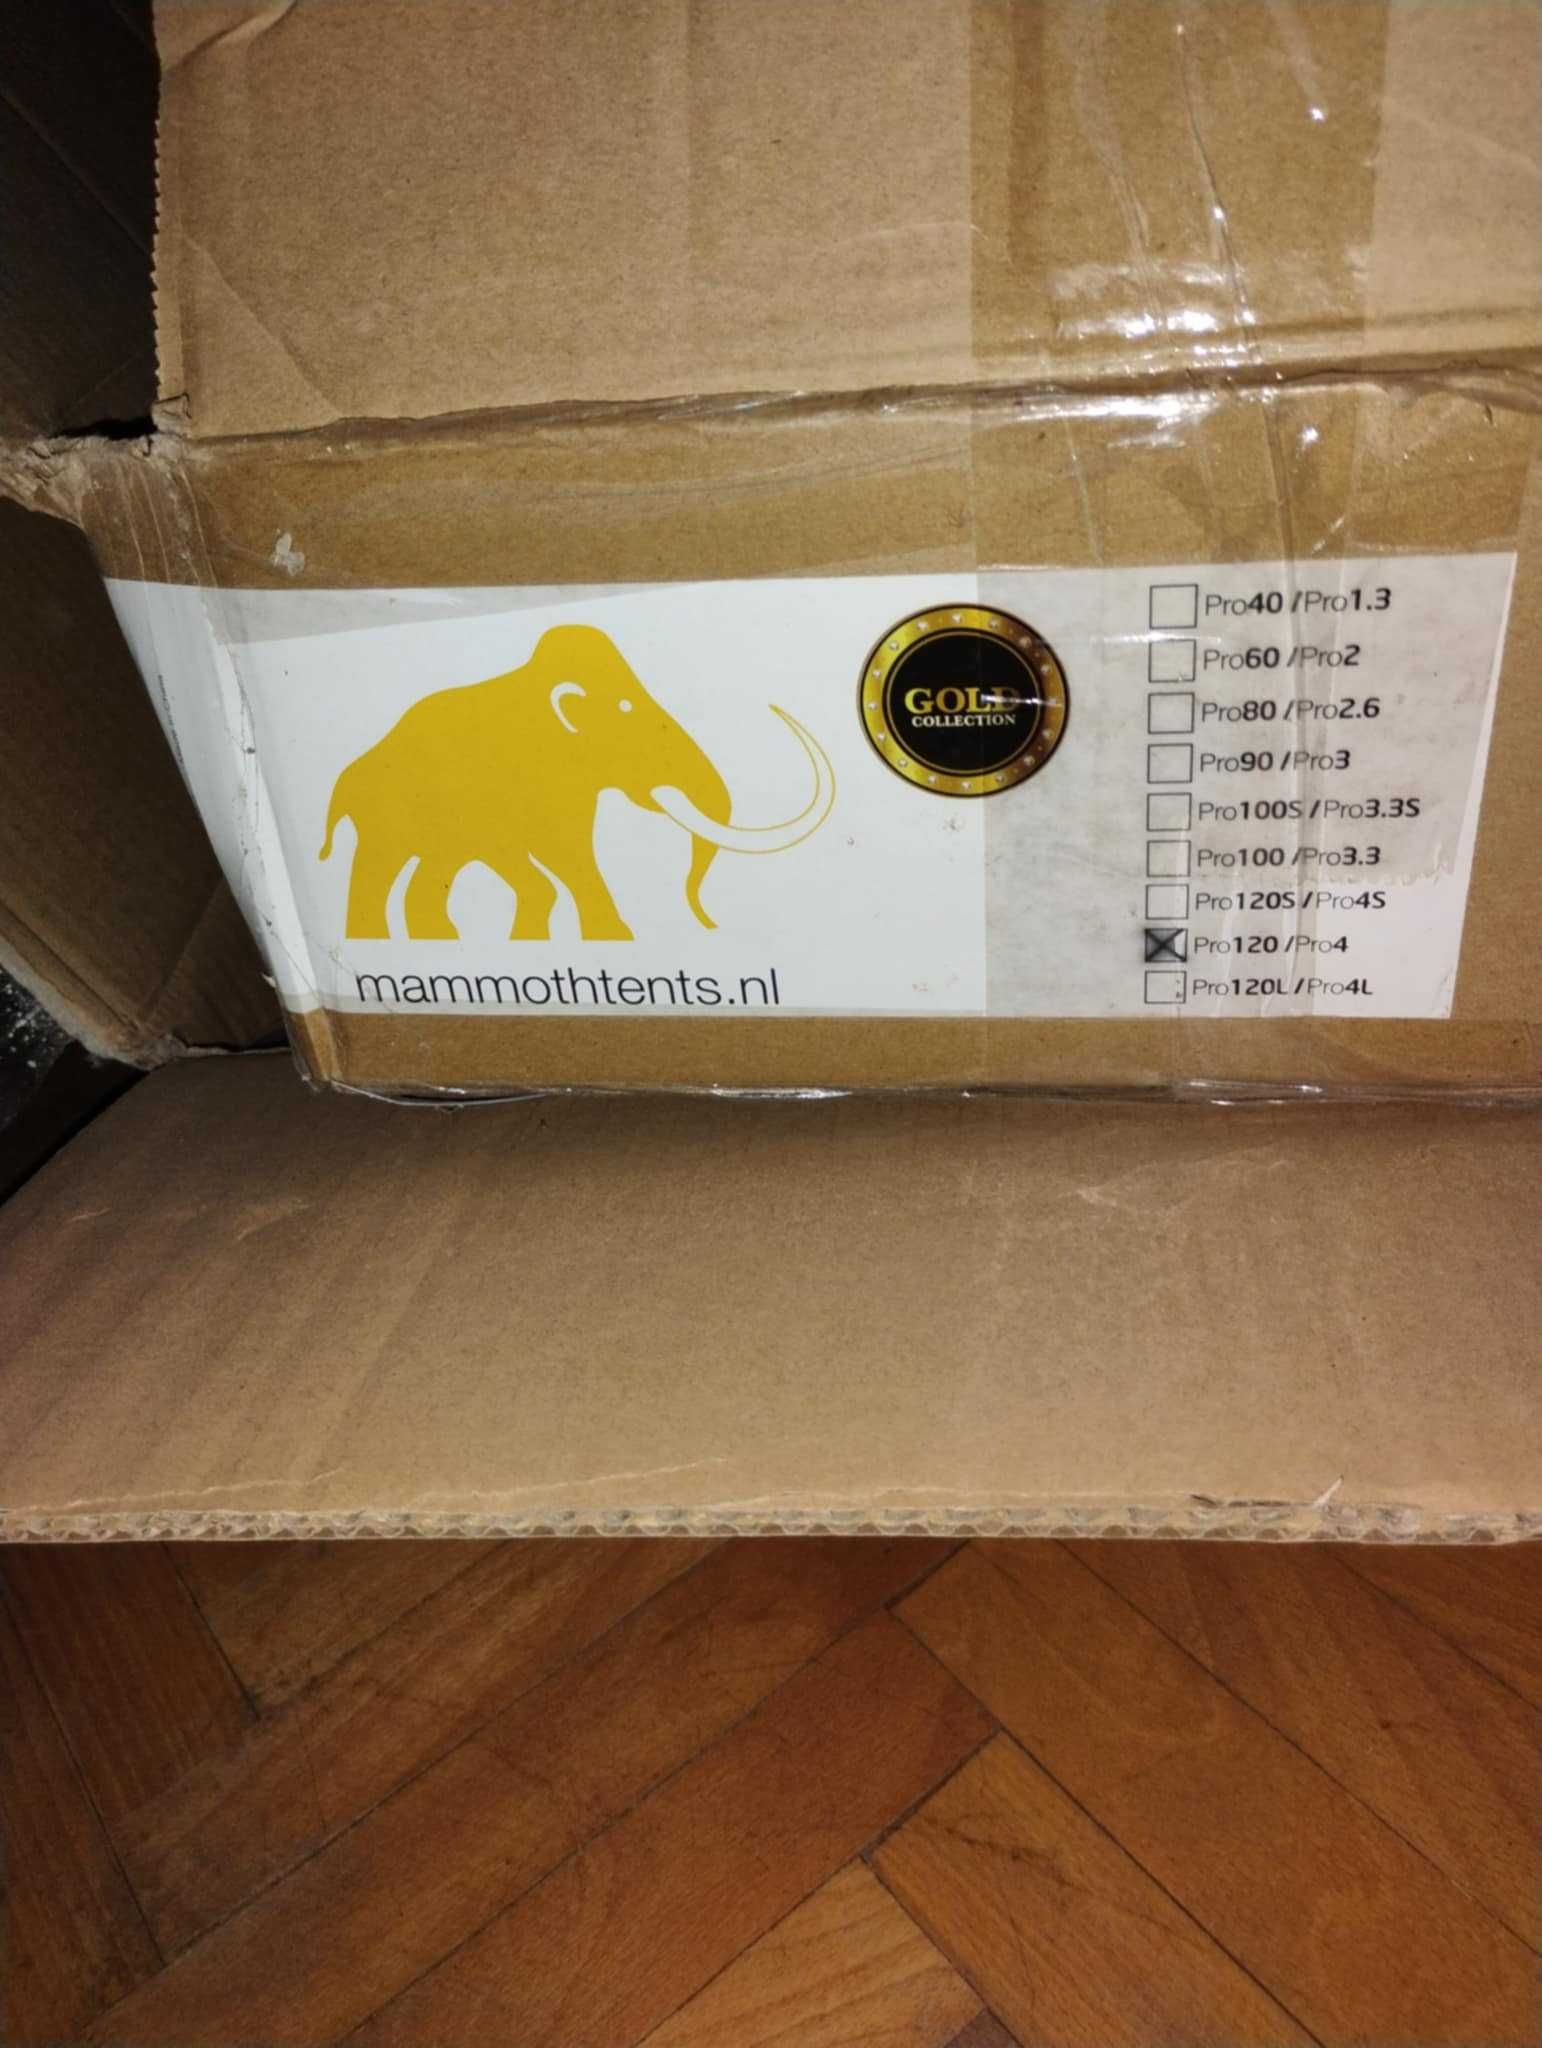 GOLD
COLLECTION
mammothtents.nl
Pro40 /Pro1.3
Pro60 /Pro2
Pro80 /Pro2.6
Pro90 /Pro3
Pro100S /Pro3.3S
Pro100 /Pro3.3
Pro120S /Pro4S
Pro120 /Pro4
Pro120L /Pro4L